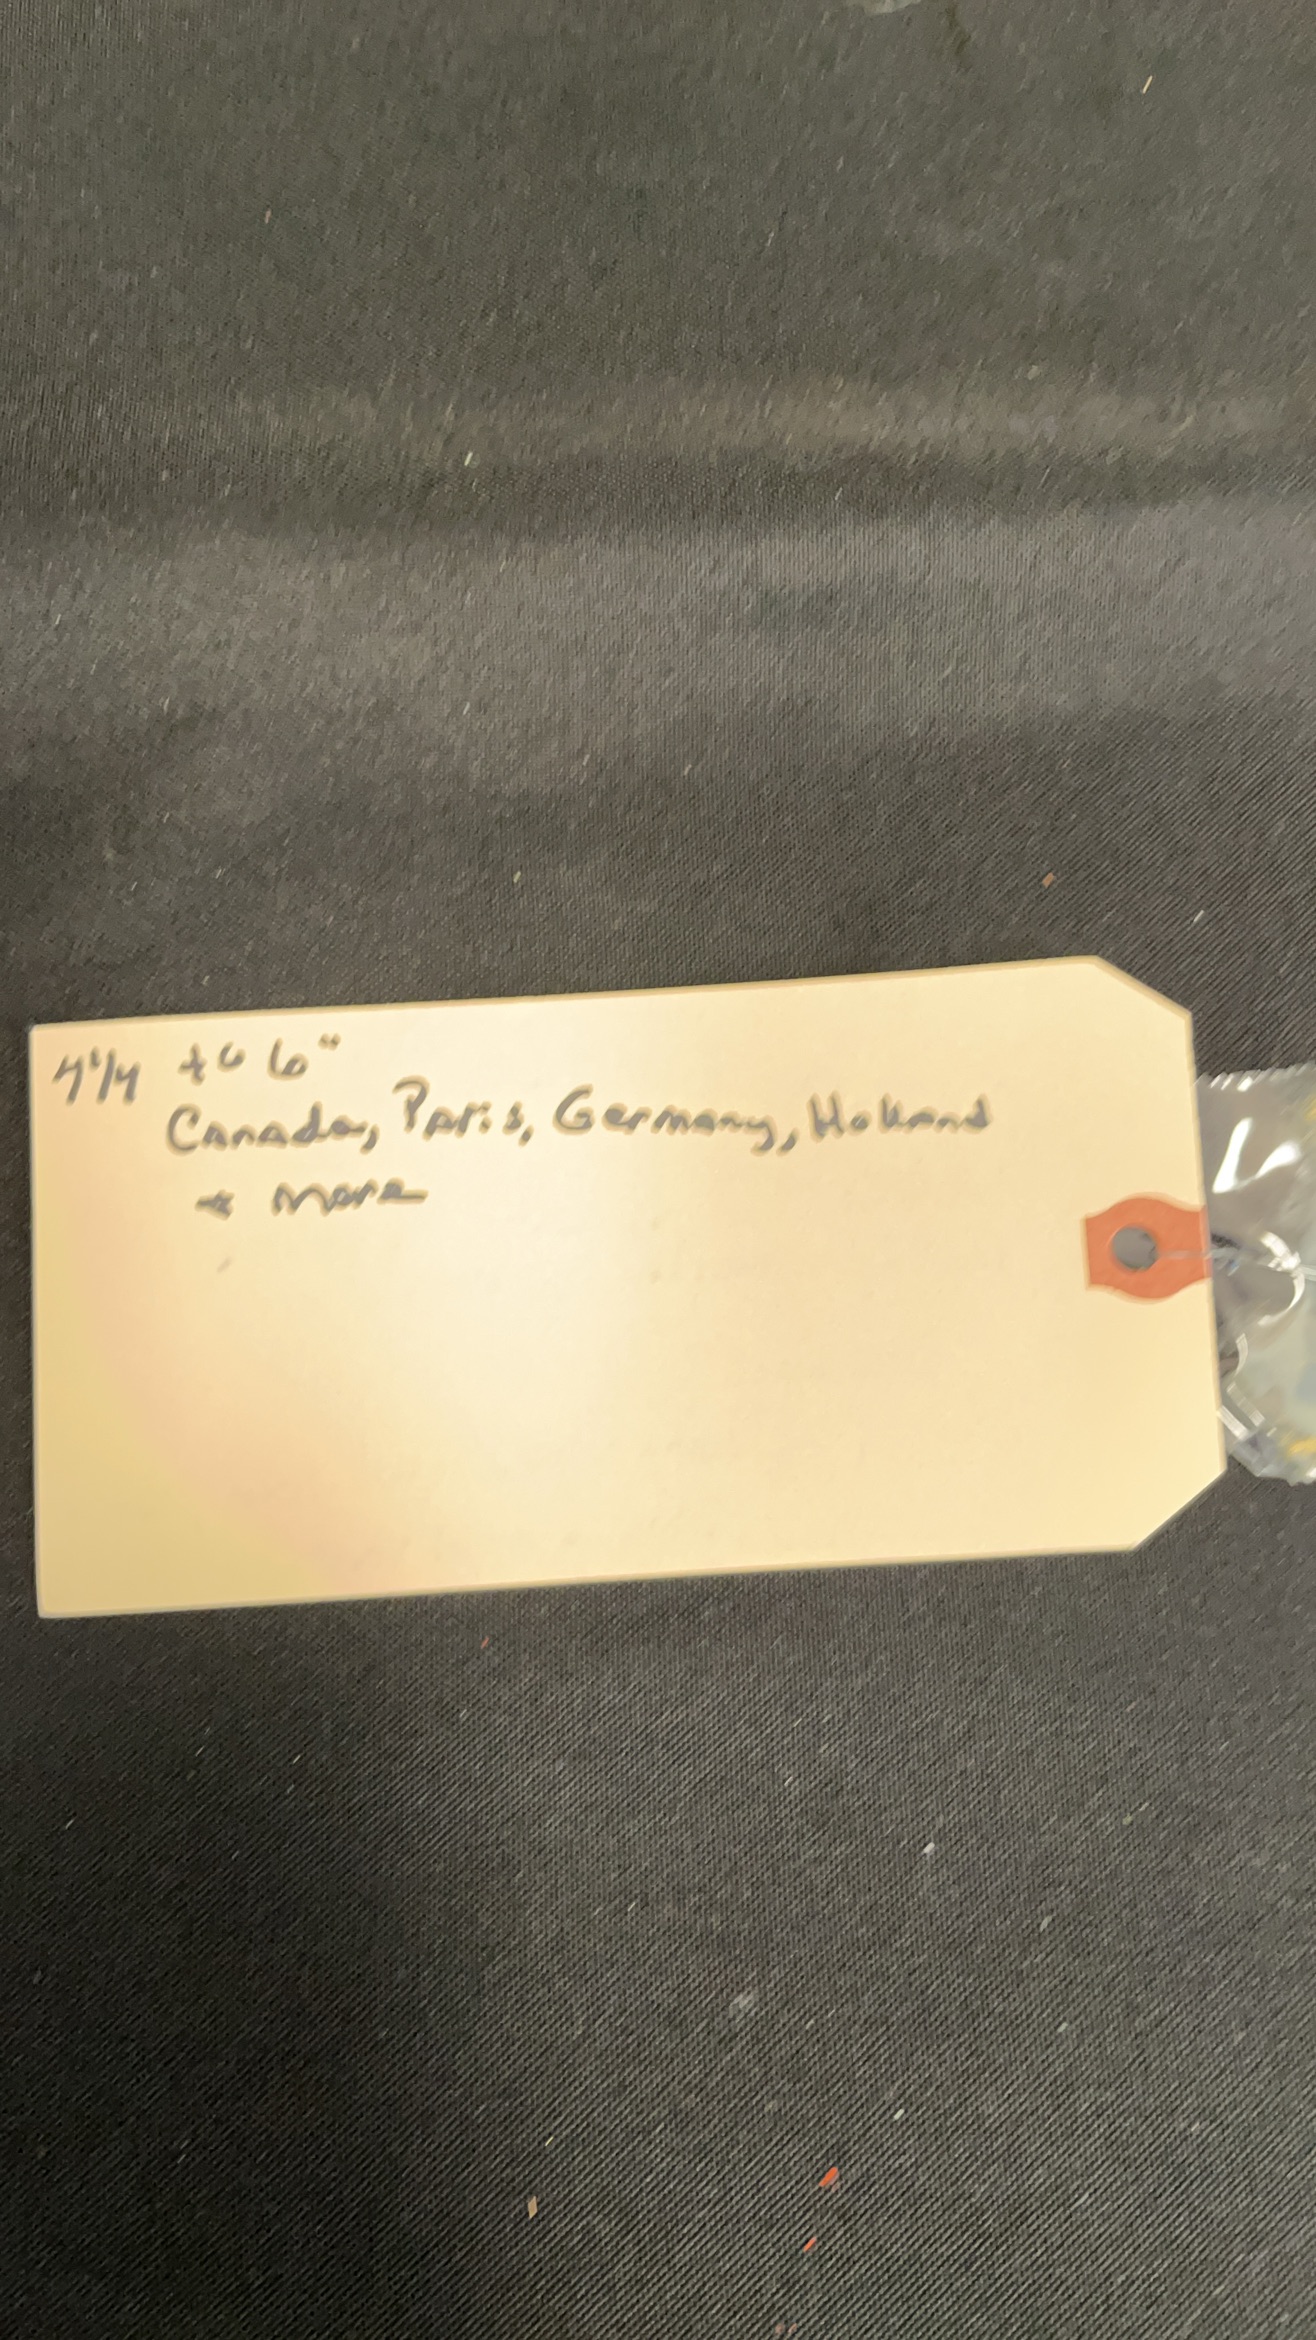 4 1/4 to 6"
Canada, Paris, Germany, Holland
+ more